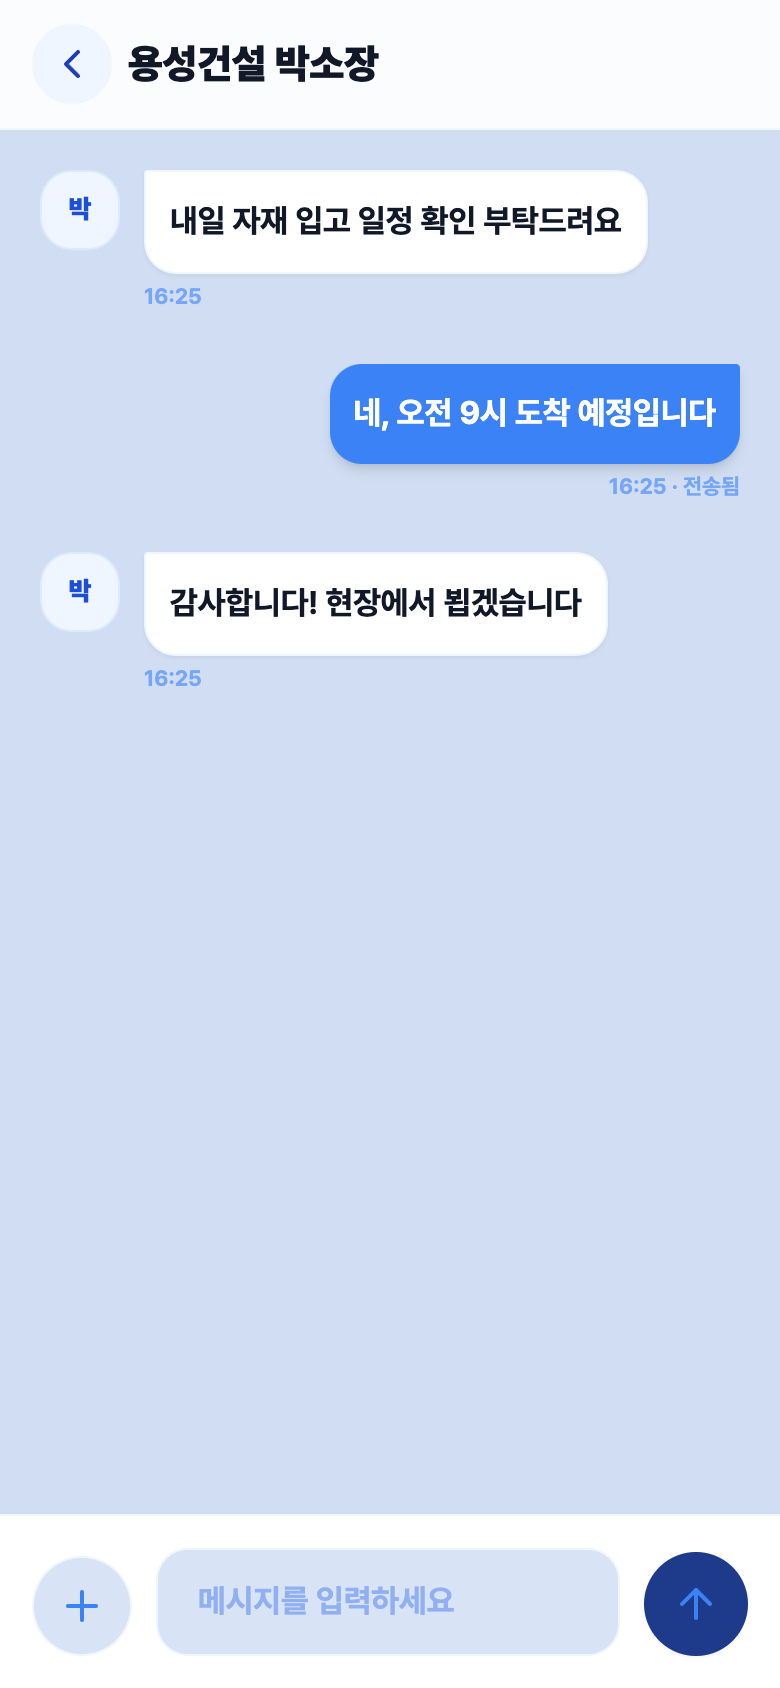 용성건설 박소장
박
내일 자재 입고 일정 확인 부탁드려요
16:25
네, 오전 9시 도착 예정입니다
16:25 · 전송됨
박
감사합니다! 현장에서 뵙겠습니다
16:25
메시지를 입력하세요